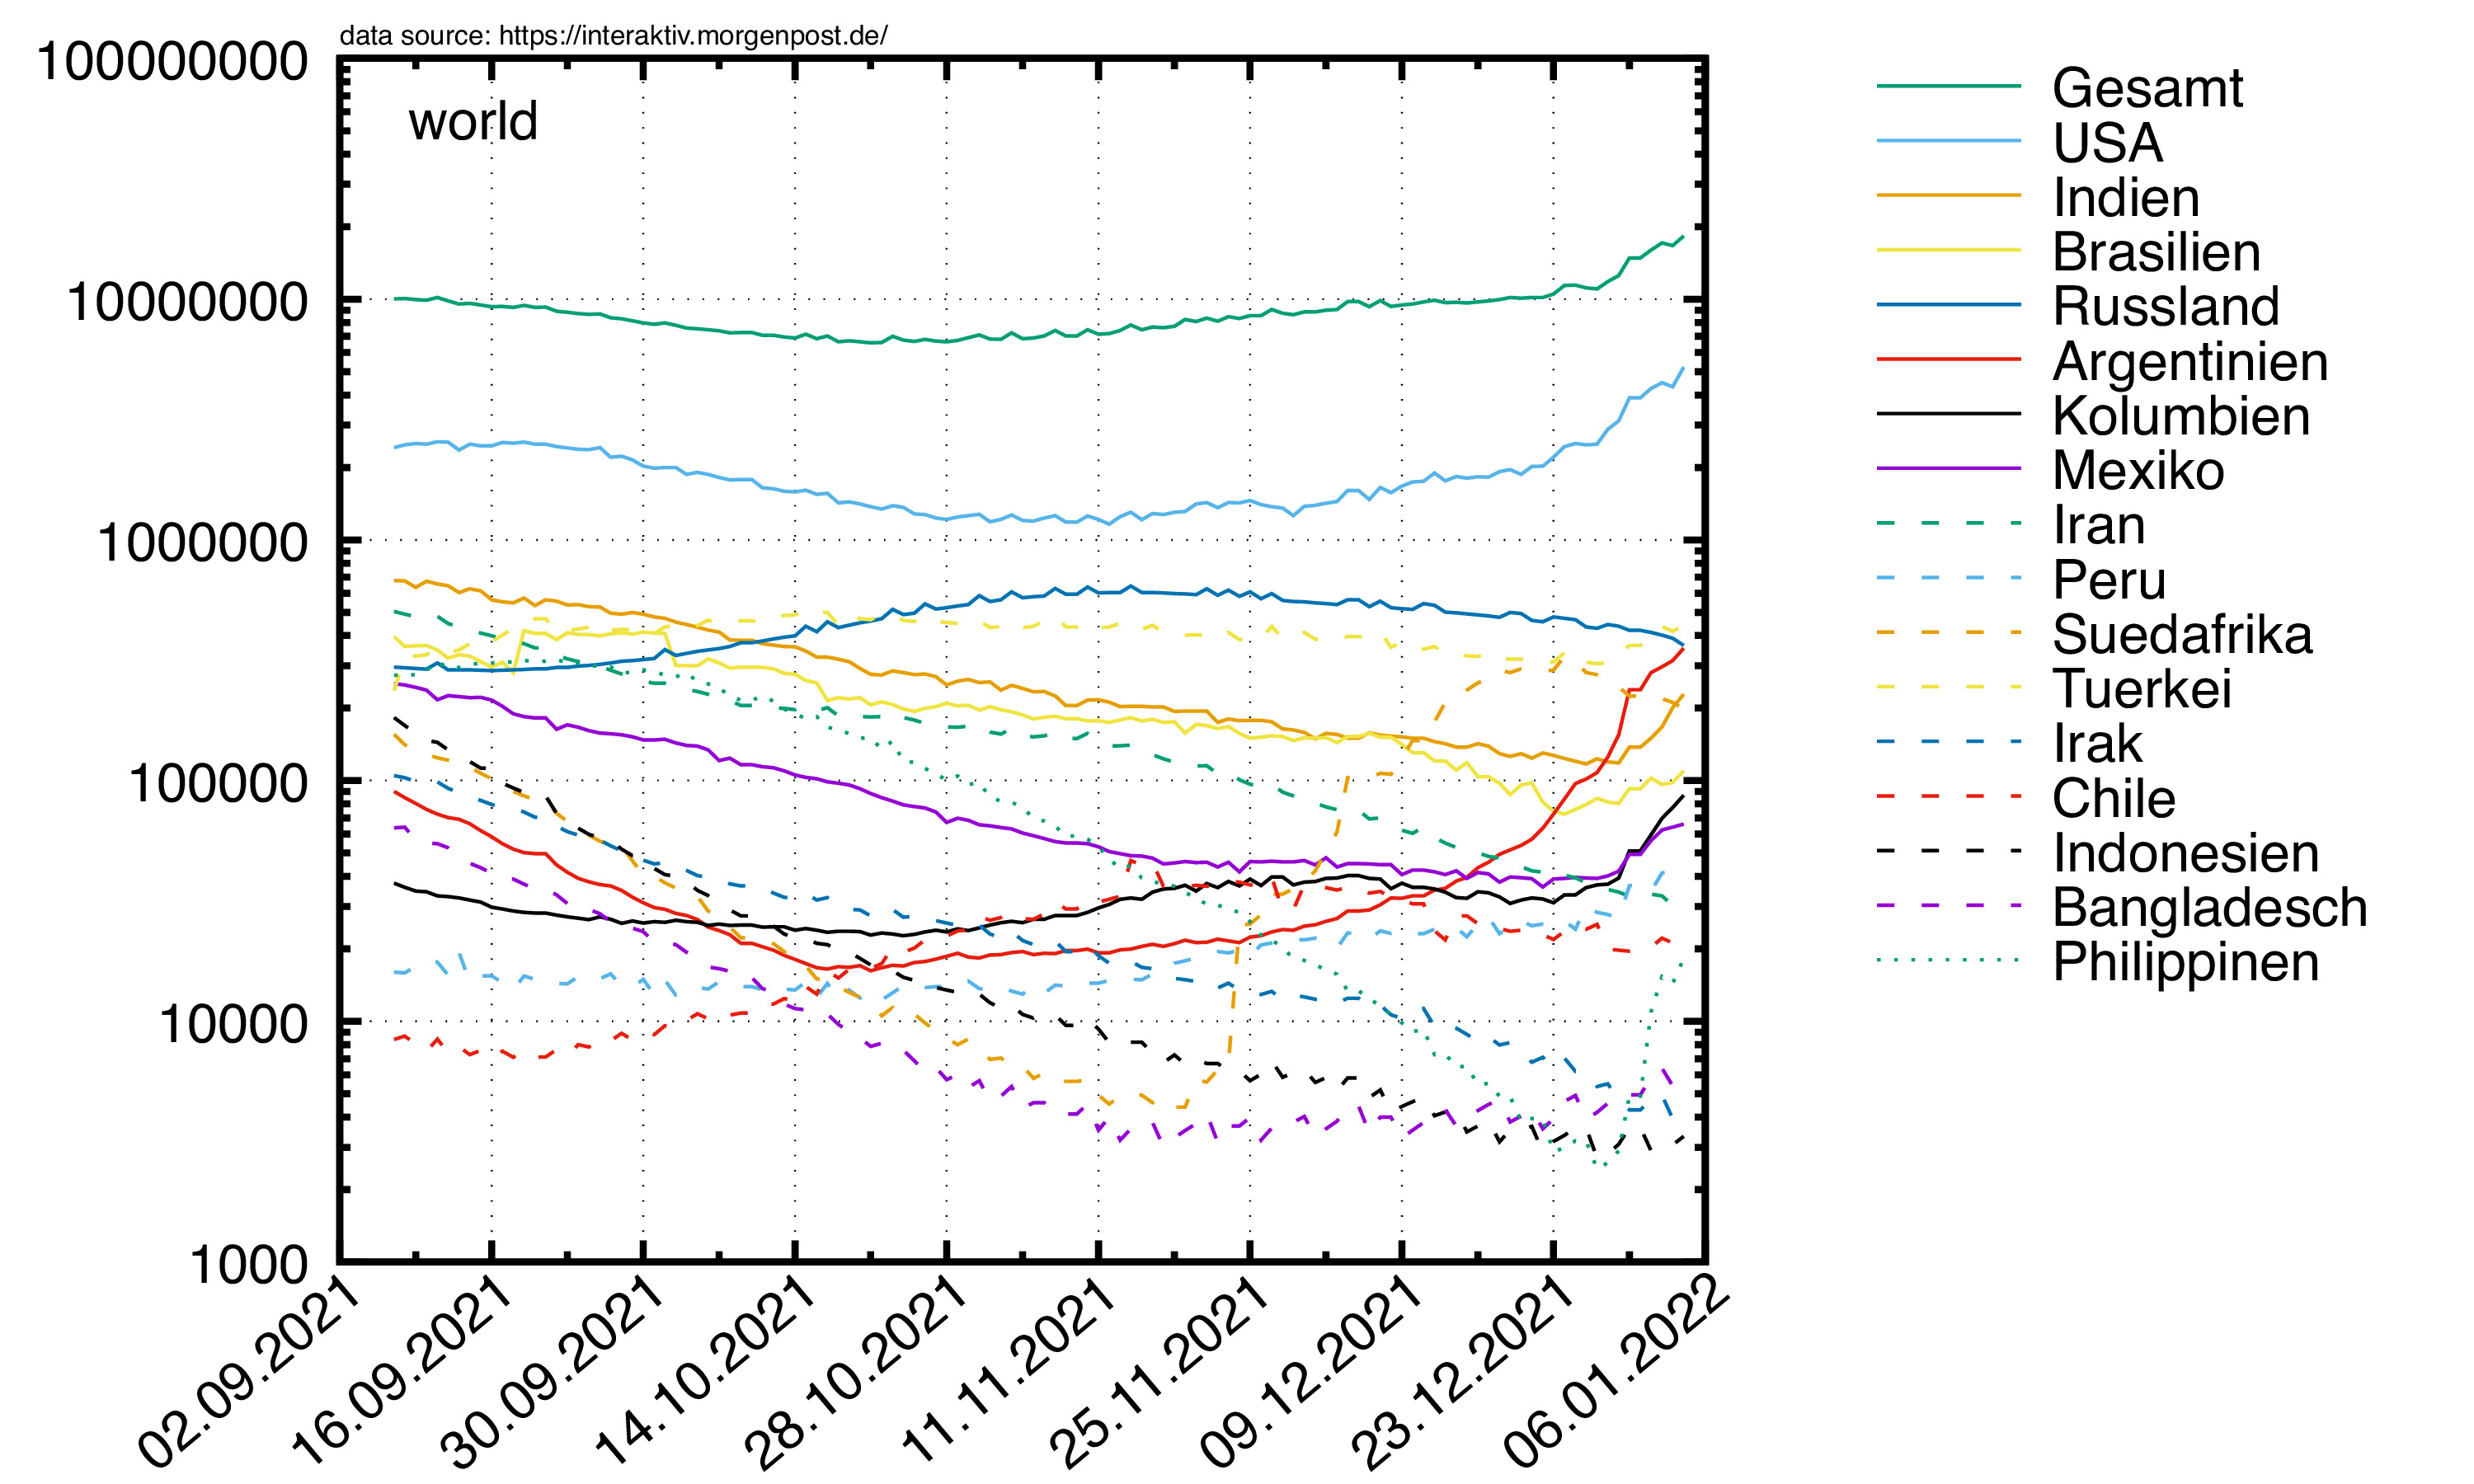 data source: https://interaktiv.morgenpost.de/
world
100000000
10000000
1000000
100000
10000
1000
02.09.2021
16.09.2021
30.09.2021
14.10.2021
28.10.2021
11.11.2021
25.11.2021
09.12.2021
23.12.2021
06.01.2022
Gesamt
USA
Indien
Brasilien
Russland
Argentinien
Kolumbien
Mexiko
Iran
Peru
Suedafrika
Tuerkei
Irak
Chile
Indonesien
Bangladesch
Philippinen